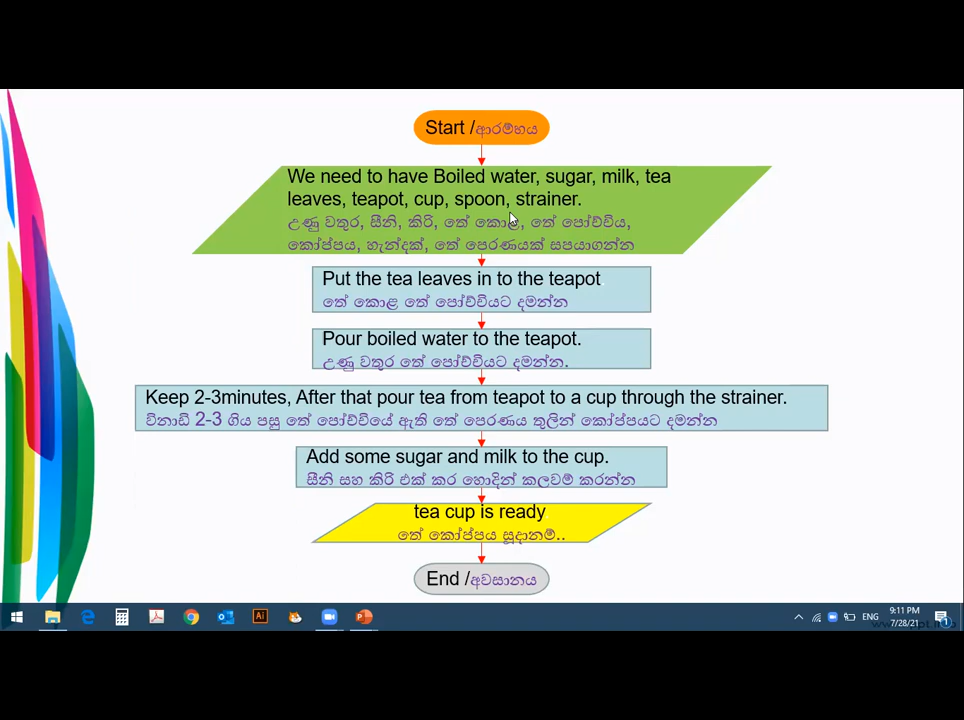 Start /ආරම්භය
We need to have Boiled water, sugar, milk, tea
leaves, teapot, cup, spoon, strainer.
උණු වතුර, සීනි, කිරි, තේ කොළ, තේ පෝච්චිය,
කෝප්පය, හැන්දක්, තේ පෙරණයක් සපයාගන්න
Put the tea leaves in to the teapot.
තේ කොළ තේ පෝච්චියට දමන්න
Pour boiled water to the teapot.
උණු වතුර තේ පෝච්චියට දමන්න.
Keep 2-3minutes, After that pour tea from teapot to a cup through the strainer.
විනාඩි 2-3 ගිය පසු තේ පෝච්චියේ ඇති තේ පෙරණය තුලින් කෝප්පයට දමන්න
Add some sugar and milk to the cup.
සීනි සහ කිරි එක් කර හොදින් කලවම් කරන්න
tea cup is ready
තේ කෝප්පය සූදානම්..
End /අවසානය
ENG
9:11 PM
7/28/21